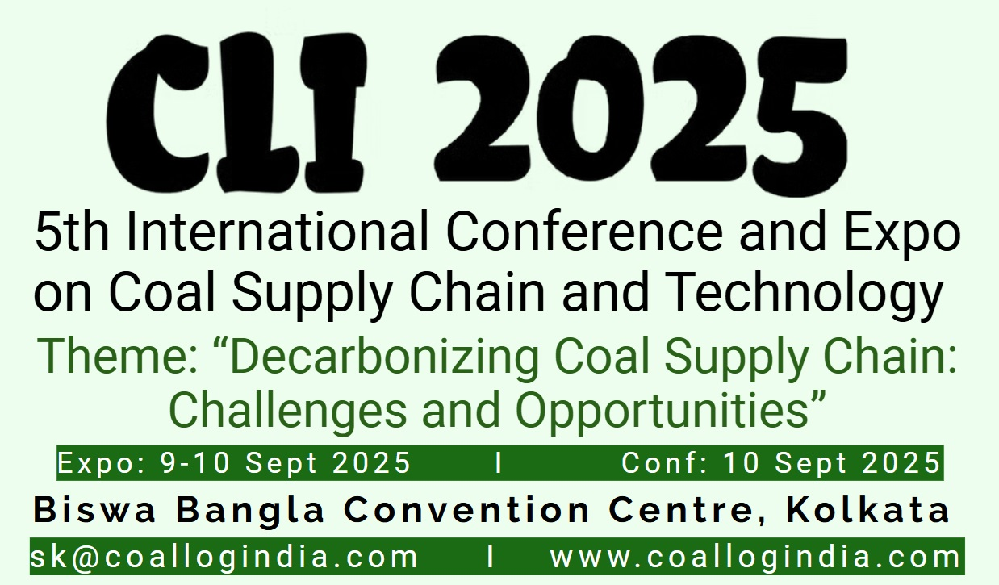 CLI 2025
5th International Conference and Expo
on Coal Supply Chain and Technology
Theme: “Decarbonizing Coal Supply Chain:
Challenges and Opportunities”
Expo: 9-10 Sept 2025 I Conf: 10 Sept 2025
Biswa Bangla Convention Centre, Kolkata
sk@coallogindia.com I www.coallogindia.com